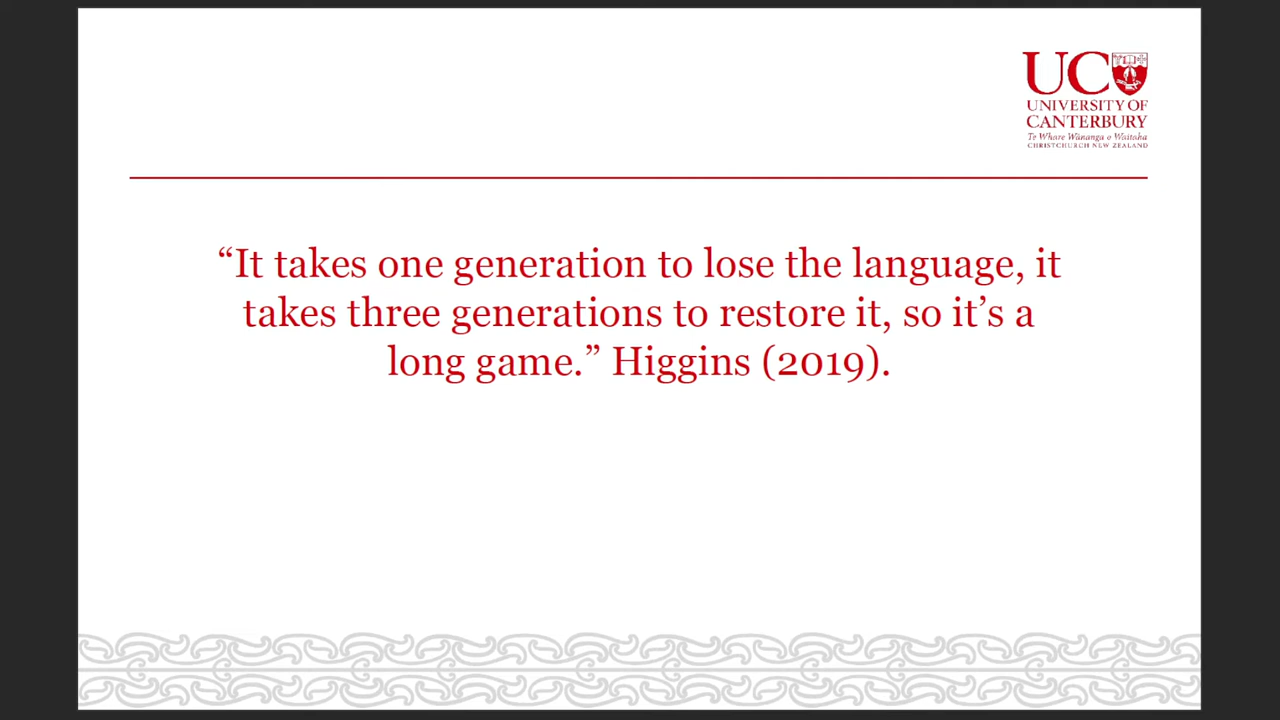 UC
UNIVERSITY OF
CANTERBURY
Te Whare Wānanga o Waitaha
CHRISTCHURCH NEW ZEALAND
“It takes one generation to lose the language, it
takes three generations to restore it, so it’s a
long game.” Higgins (2019).